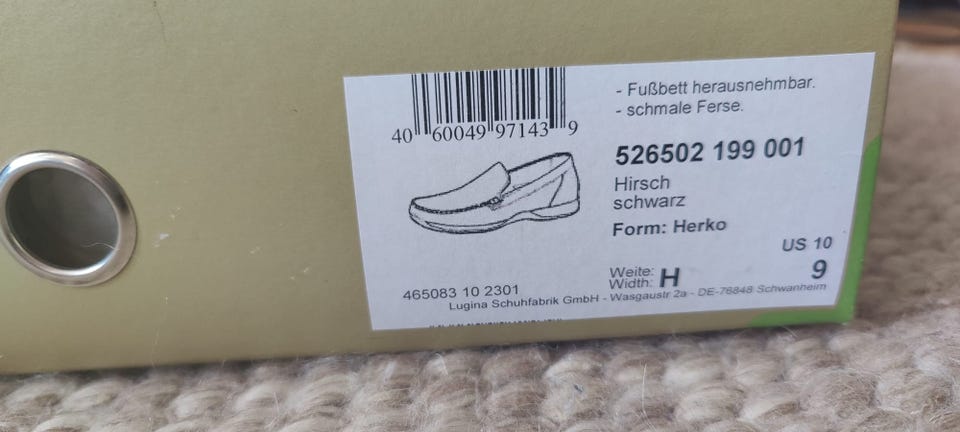 - Fußbett herausnehmbar.
- schmale Ferse.
40 60049 97143 9
526502 199 001
Hirsch
schwarz
Form: Herko
US 10
Weite:
Width: H
9
465083 10 2301
Lugina Schuhfabrik GmbH - Wasgaustr 2a - DE-76848 Schwanheim